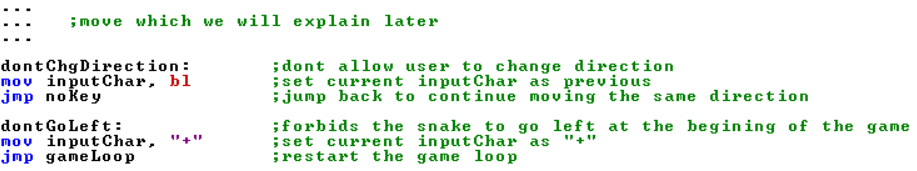 ...
... ;move which we will explain later
...
dontChgDirection: ;dont allow user to change direction
mov inputChar, bl ;set current inputChar as previous
jmp noKey ;jump back to continue moving the same direction
dontGoLeft: ;forbids the snake to go left at the begining of the game
mov inputChar, "+" ;set current inputChar as "+"
jmp gameLoop ;restart the game loop